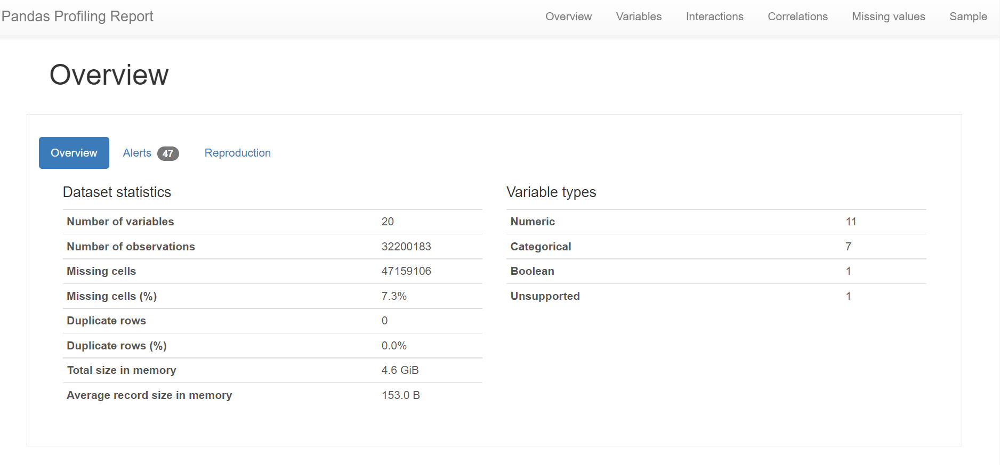 Pandas Profiling Report Overview Variables Interactions Correlations Missing values Sample
Overview
Overview Alerts 47 Reproduction
Dataset statistics
Number of variables 20
Number of observations 32200183
Missing cells 47159106
Missing cells (%) 7.3%
Duplicate rows 0
Duplicate rows (%) 0.0%
Total size in memory 4.6 GiB
Average record size in memory 153.0 B
Variable types
Numeric 11
Categorical 7
Boolean 1
Unsupported 1